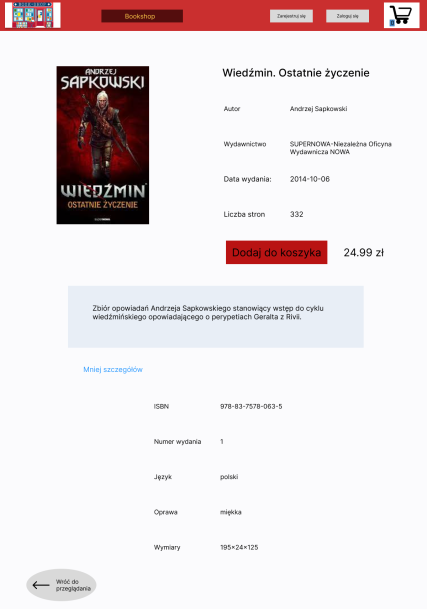 BOOK-SHOP
Bookshop
Zarejestruj się
Zaloguj się
ANDRZEJ
SAPKOWSKI
WIEDŹMIN
OSTATNIE ŻYCZENIE
Wiedźmin. Ostatnie życzenie
Autor Andrzej Sapkowski
Wydawnictwo SUPERNOWA-Niezależna Oficyna
Wydawnicza NOWA
Data wydania: 2014-10-06
Liczba stron 332
Dodaj do koszyka 24.99 zł
Zbiór opowiadań Andrzeja Sapkowskiego stanowiący wstęp do cyklu
wiedźmińskiego opowiadającego o perypetiach Geralta z Rivii.
Mniej szczegółów
ISBN 978-83-7578-063-5
Numer wydania 1
Język polski
Oprawa miękka
Wymiary 195x24x125
Wróć do
przeglądania